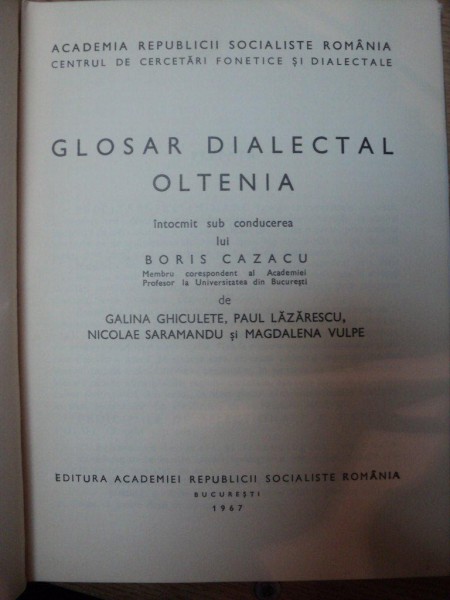 ACADEMIA REPUBLICII SOCIALISTE ROMÂNIA
CENTRUL DE CERCETĂRI FONETICE ȘI DIALECTALE
GLOSAR DIALECTAL
OLTENIA
întocmit sub conducerea
lui
BORIS CAZACU
Membru corespondent al Academiei
Profesor la Universitatea din București
de
GALINA GHICULETE, PAUL LĂZĂRESCU,
NICOLAE SARAMANDU și MAGDALENA VULPE
EDITURA ACADEMIEI REPUBLICII SOCIALISTE ROMÂNIA
BUCUREȘTI
1967